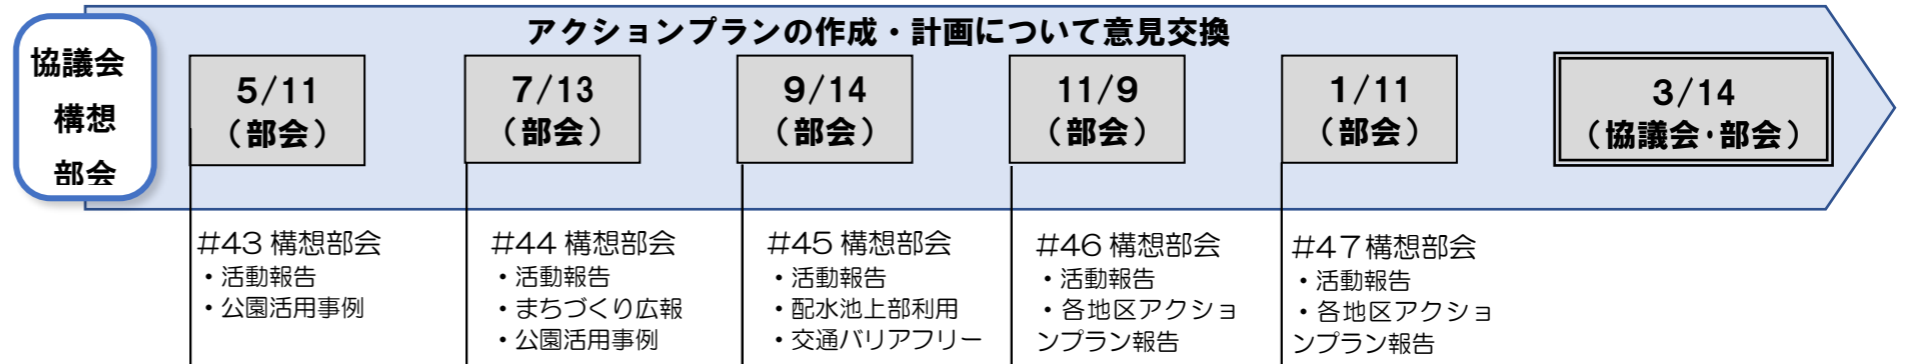 アクションプランの作成・計画について意見交換
協議会
構想
部会
5/11
（部会）
7/13
（部会）
9/14
（部会）
11/9
（部会）
1/11
（部会）
3/14
（協議会・部会）
#43 構想部会
・活動報告
・公園活用事例
#44 構想部会
・活動報告
・まちづくり広報
・公園活用事例
#45 構想部会
・活動報告
・配水池上部利用
・交通バリアフリー
#46 構想部会
・活動報告
・各地区アクショ
ンプラン報告
#47 構想部会
・活動報告
・各地区アクショ
ンプラン報告